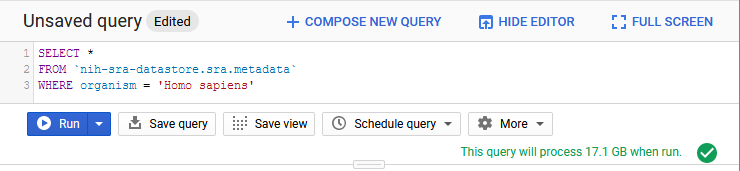 Unsaved query Edited + COMPOSE NEW QUERY HIDE EDITOR FULL SCREEN
1 SELECT *
2 FROM `nih-sra-datastore.sra.metadata`
3 WHERE organism = 'Homo sapiens'
Run Save query Save view Schedule query More
This query will process 17.1 GB when run.